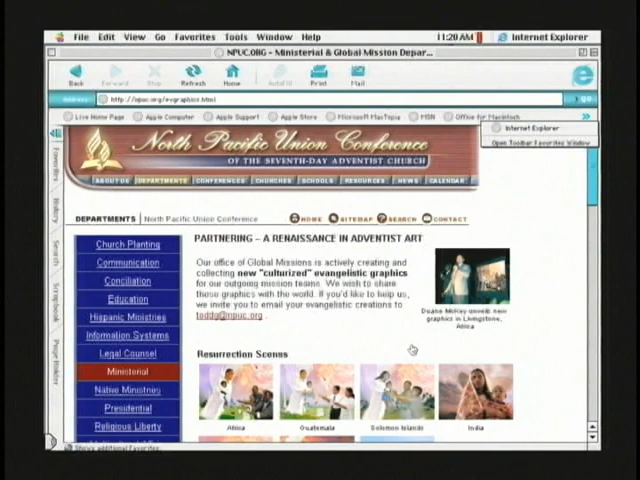 File Edit View Go Favorites Tools Window Help 11:20 AM Internet Explorer
NPUC.ORG - Ministerial & Global Mission Depar...
Back Forward Stop Refresh Home AutoFill Print Mail
Address: http://npuc.org/evgraphics.html go
Live Home Page Apple Computer Apple Support Apple Store Microsoft MacTopia MSN Office for Macintosh
Internet Explorer
Open Toolbar Favorites Window
North Pacific Union Conference
OF THE SEVENTH-DAY ADVENTIST CHURCH
ABOUT US DEPARTMENTS CONFERENCES CHURCHES SCHOOLS RESOURCES NEWS CALENDAR
DEPARTMENTS North Pacific Union Conference HOME SITEMAP SEARCH CONTACT
Favorites
History
Search
Scrapbook
Page Holder
Church Planting
Communication
Conciliation
Education
Hispanic Ministries
Information Systems
Legal Counsel
Ministerial
Native Ministries
Presidential
Religious Liberty
PARTNERING – A RENAISSANCE IN ADVENTIST ART
Our office of Global Missions is actively creating and
collecting new "culturized" evangelistic graphics
for our outgoing mission teams. We wish to share
those graphics with the world. If you'd like to help us,
we invite you to email your evangelistic creations to
toddg@npuc.org .
Duane McKey unveils new
graphics in Livingstone,
Africa
Resurrection Scenes
Africa Guatemala Solomon Islands India
Shows additional Favorites.